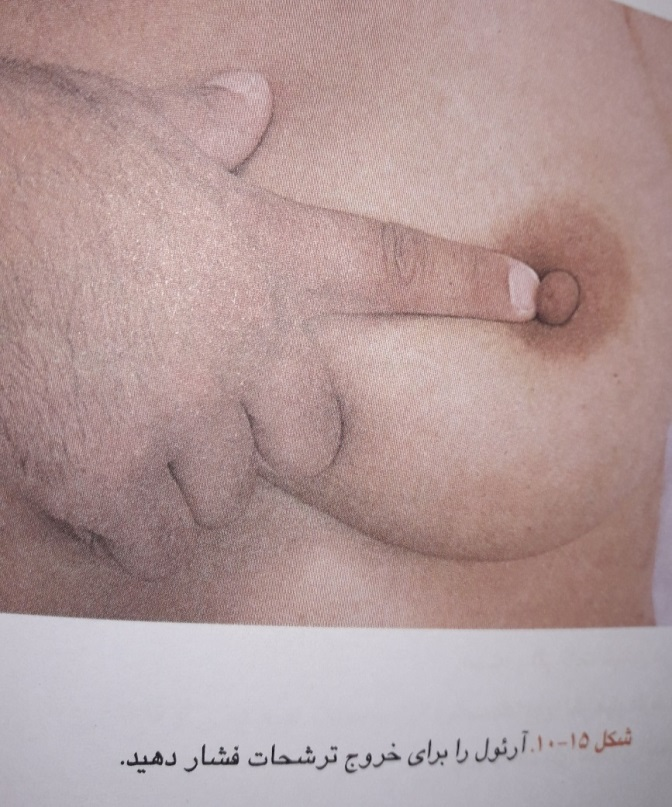 شکل ۱۵-۱۰. آرئول را برای خروج ترشحات فشار دهید.